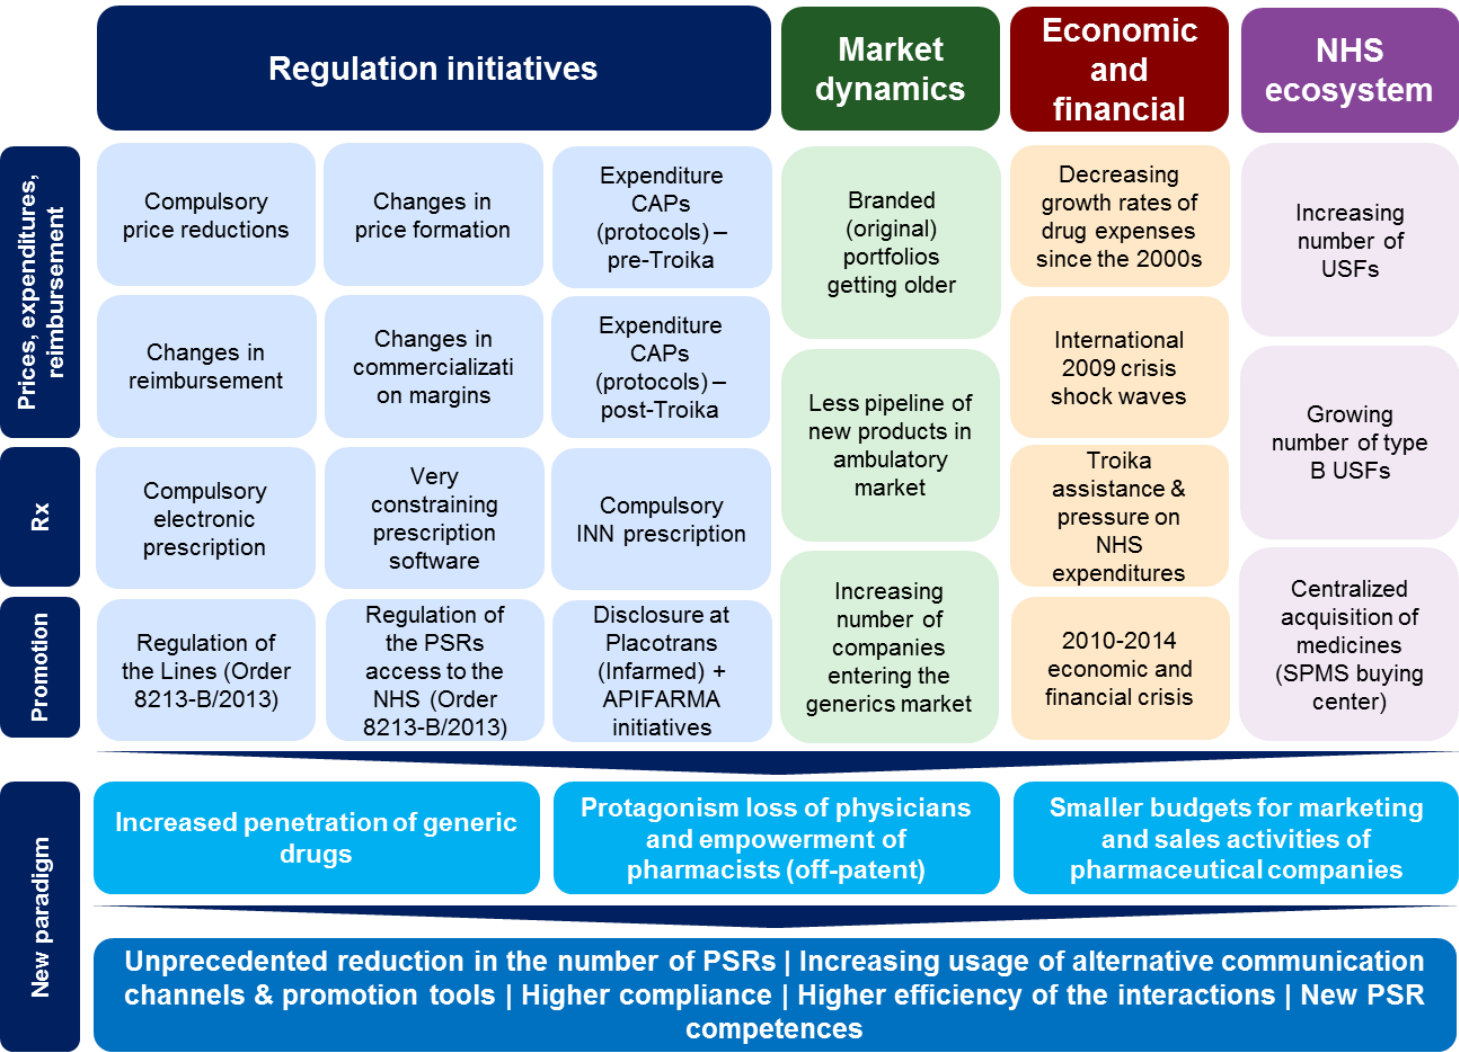 Regulation initiatives
Market
dynamics
Economic
and
financial
NHS
ecosystem
Prices, expenditures,
reimbursement
Compulsory
price reductions
Changes in
price formation
Expenditure
CAPs
(protocols) –
pre-Troika
Changes in
reimbursement
Changes in
commercializati
on margins
Expenditure
CAPs
(protocols) –
post-Troika
Rx
Compulsory
electronic
prescription
Very
constraining
prescription
software
Compulsory
INN prescription
Promotion
Regulation of
the Lines (Order
8213-B/2013)
Regulation of
the PSRs
access to the
NHS (Order
8213-B/2013)
Disclosure at
Placotrans
(Infarmed) +
APIFARMA
initiatives
Branded
(original)
portfolios
getting older
Less pipeline of
new products in
ambulatory
market
Increasing
number of
companies
entering the
generics market
Decreasing
growth rates of
drug expenses
since the 2000s
International
2009 crisis
shock waves
Troika
assistance &
pressure on
NHS
expenditures
2010-2014
economic and
financial crisis
Increasing
number of
USFs
Growing
number of type
B USFs
Centralized
acquisition of
medicines
(SPMS buying
center)
New paradigm
Increased penetration of generic
drugs
Protagonism loss of physicians
and empowerment of
pharmacists (off-patent)
Smaller budgets for marketing
and sales activities of
pharmaceutical companies
Unprecedented reduction in the number of PSRs | Increasing usage of alternative communication
channels & promotion tools | Higher compliance | Higher efficiency of the interactions | New PSR
competences